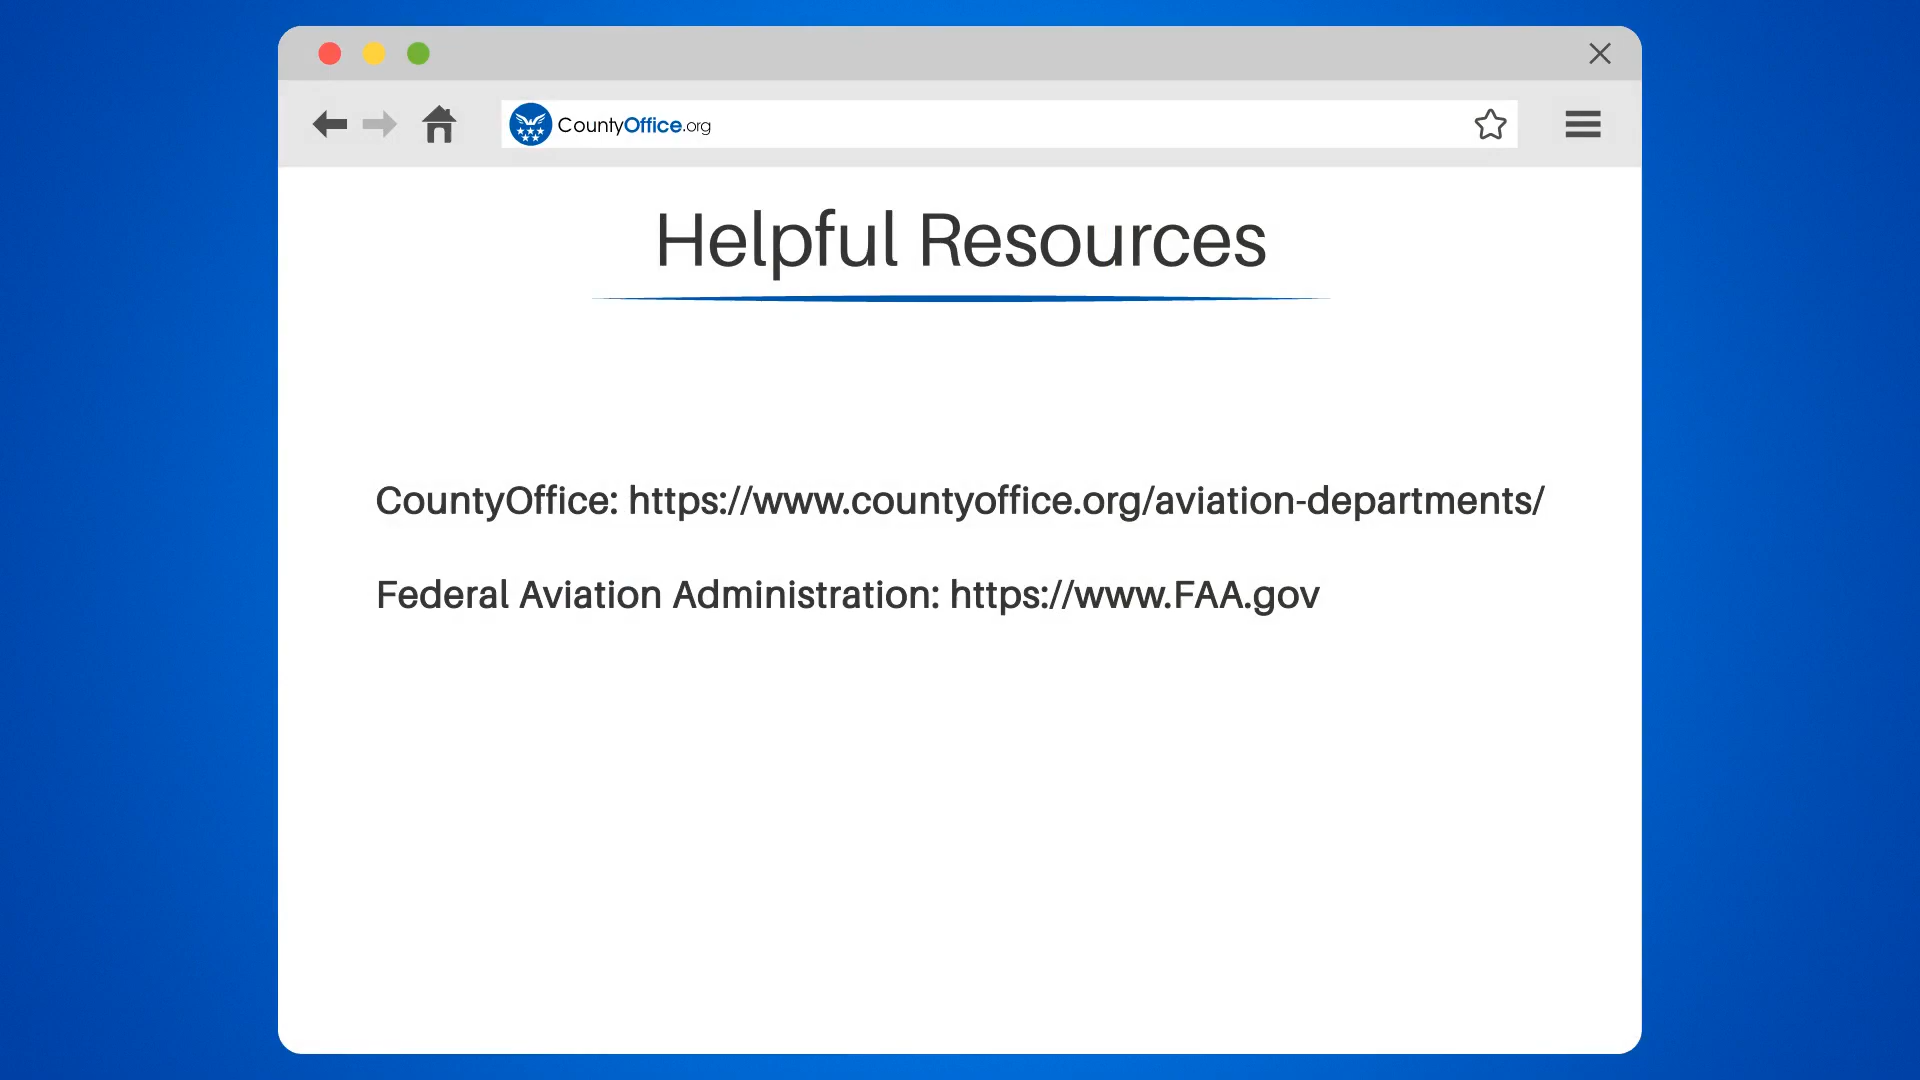 CountyOffice.org
Helpful Resources
CountyOffice: https://www.countyoffice.org/aviation-departments/
Federal Aviation Administration: https://www.FAA.gov